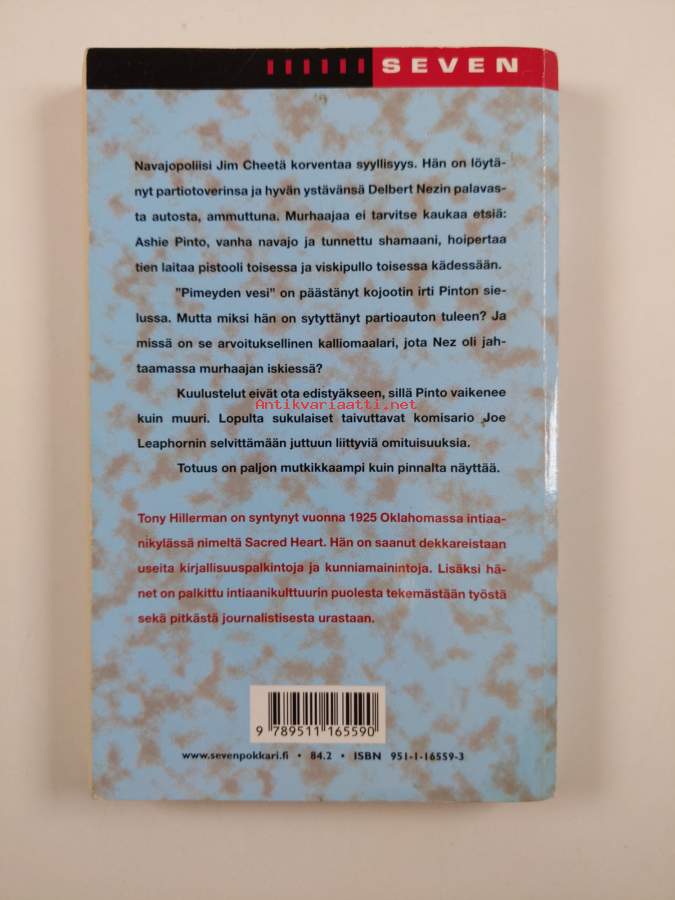 SEVEN
Navajopoliisi Jim Cheetä korventaa syyllisyys. Hän on löytä-
nyt partiotoverinsa ja hyvän ystävänsä Delbert Nezin palavas-
ta autosta, ammuttuna. Murhaajaa ei tarvitse kaukaa etsiä:
Ashie Pinto, vanha navajo ja tunnettu shamaani, hoipertaa
tien laitaa pistooli toisessa ja viskipullo toisessa kädessään.
"Pimeyden vesi" on päästänyt kojootin irti Pinton sie-
lussa. Mutta miksi hän on sytyttänyt partioauton tuleen? Ja
missä on se arvoituksellinen kalliomaalari, jota Nez oli jah-
taamassa murhaajan iskiessä?
Kuulustelut eivät ota edistyäkseen, sillä Pinto vaikenee
Antikvariaatti.net
kuin muuri. Lopulta sukulaiset taivuttavat komisario Joe
Leaphornin selvittämään juttuun liittyviä omituisuuksia.
Totuus on paljon mutkikkaampi kuin pinnalta näyttää.
Tony Hillerman on syntynyt vuonna 1925 Oklahomassa intiaa-
nikylässä nimeltä Sacred Heart. Hän on saanut dekkareistaan
useita kirjallisuuspalkintoja ja kunniamainintoja. Lisäksi hä-
net on palkittu intiaanikulttuurin puolesta tekemästään työstä
sekä pitkästä journalistisesta urastaan.
9 789511 165590
www.sevenpokkari.fi • 84.2 • ISBN 951-1-16559-3